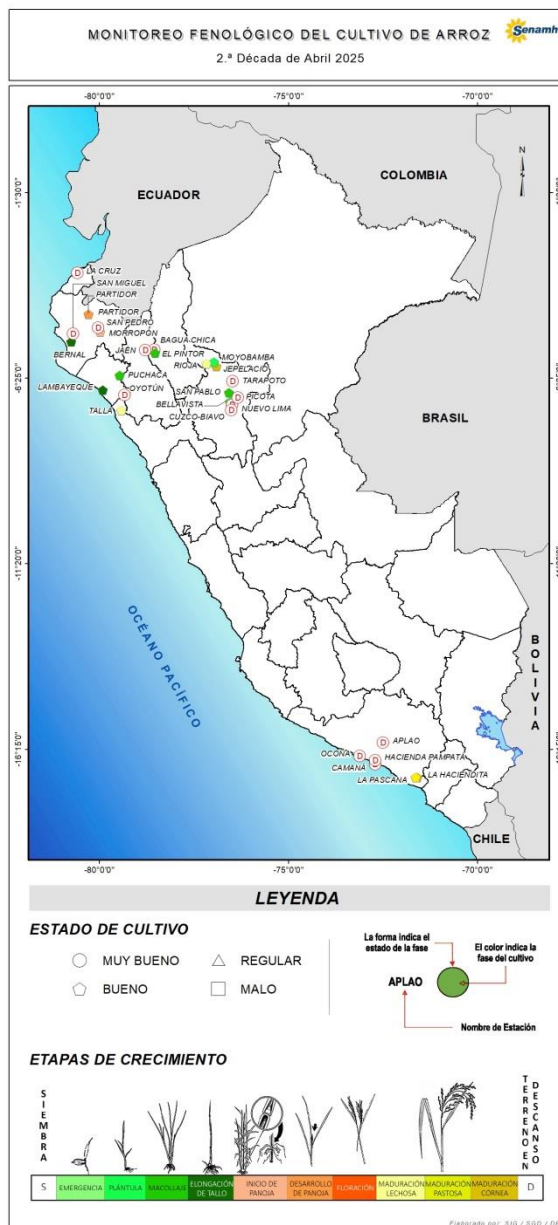 MONITOREO FENOLÓGICO DEL CULTIVO DE ARROZ
Senamhi
2.ª Década de Abril 2025
-80°0'0"
-75°0'0"
-70°0'0"
N
COLOMBIA
ECUADOR
-1°30'0"
D LA CRUZ
SAN MIGUEL
PARTIDOR
PARTIDOR
D
D SAN PEDRO
MORROPÓN
BERNAL
BAGUA CHICA
JAÉN D
EL PINTOR
MOYOBAMBA
RIOJA
JEPELACIO
-6°25'0"
PUCHACA
D TARAPOTO
LAMBAYEQUE
OYOTÚN
D
SAN PABLO
D PICOTA
BELLAVISTA
TALLA
D NUEVO LIMA
CUZCO-BIAVO
BRASIL
-11°20'0"
OCÉANO PACÍFICO
BOLIVIA
D APLAO
-16°15'0"
OCOÑA D
D HACIENDA PAMPATA
CAMANÁ
LA HACIENDITA
LA PASCANA
CHILE
-80°0'0"
-75°0'0"
-70°0'0"
LEYENDA
ESTADO DE CULTIVO
MUY BUENO
REGULAR
BUENO
MALO
La forma indica el
estado de la fase
El color indica la
fase del cultivo
APLAO
Nombre de Estación
ETAPAS DE CRECIMIENTO
SIEMBRA
TERRENO EN
DESCANSO
S
EMERGENCIA
PLÁNTULA
MACOLLAJE
ELONGACIÓN
DE TALLO
INICIO DE
PANOJA
DESARROLLO
DE PANOJA
FLORACIÓN
MADURACIÓN
LECHOSA
MADURACIÓN
PASTOSA
MADURACIÓN
CÓRNEA
D
Elaborado por: SIG / SGD /